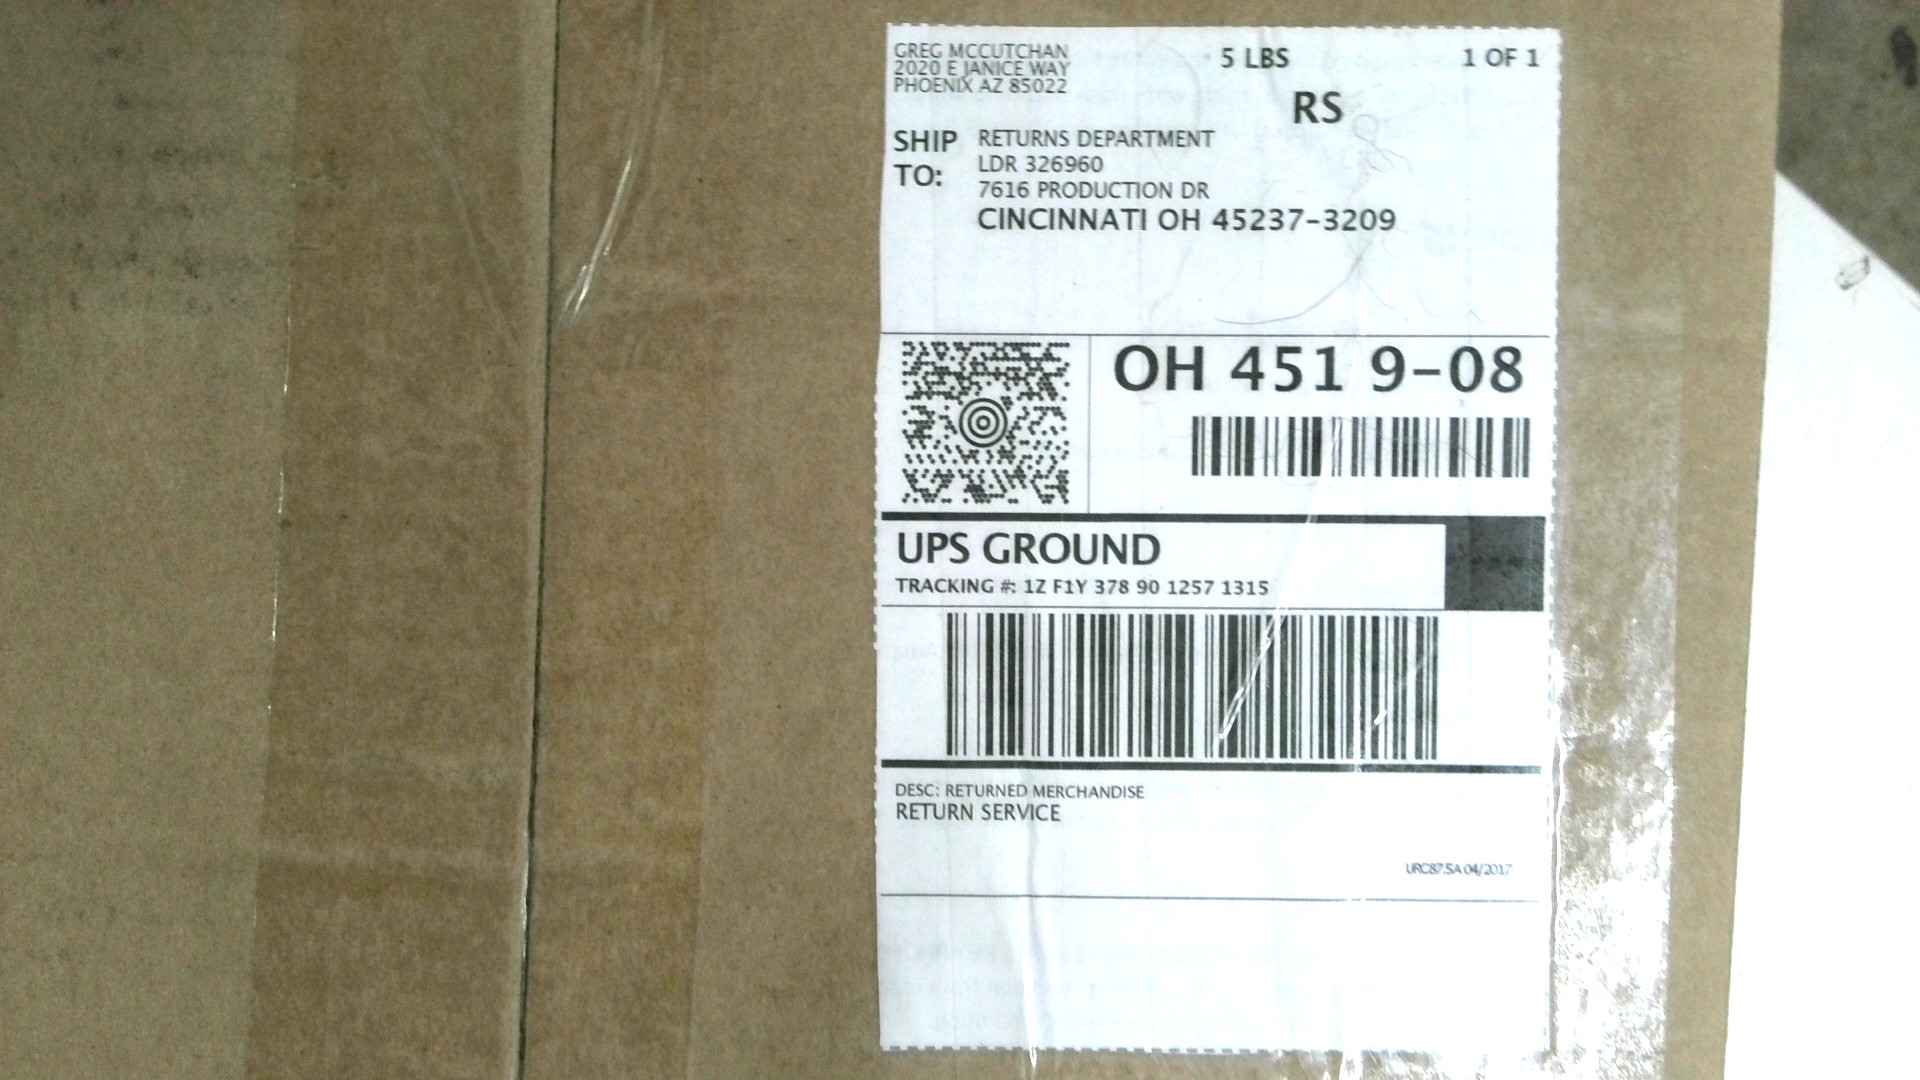 GREG MCCUTCHAN
2020 E JANICE WAY
PHOENIX AZ 85022
5 LBS
1 OF 1
RS
SHIP TO:
RETURNS DEPARTMENT
LDR 326960
7616 PRODUCTION DR
CINCINNATI OH 45237-3209
OH 451 9-08
UPS GROUND
TRACKING #: 1Z F1Y 378 90 1257 1315
DESC: RETURNED MERCHANDISE
RETURN SERVICE
URC87.5A 04/2017